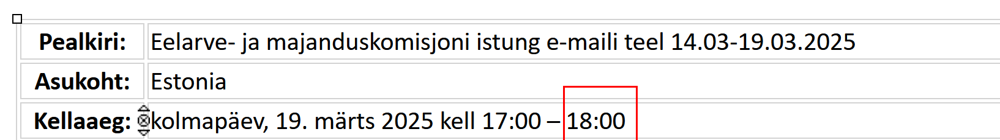 Pealkiri: Eelarve- ja majanduskomisjoni istung e-maili teel 14.03-19.03.2025
Asukoht: Estonia
Kellaaeg: kolmapäev, 19. märts 2025 kell 17:00 – 18:00